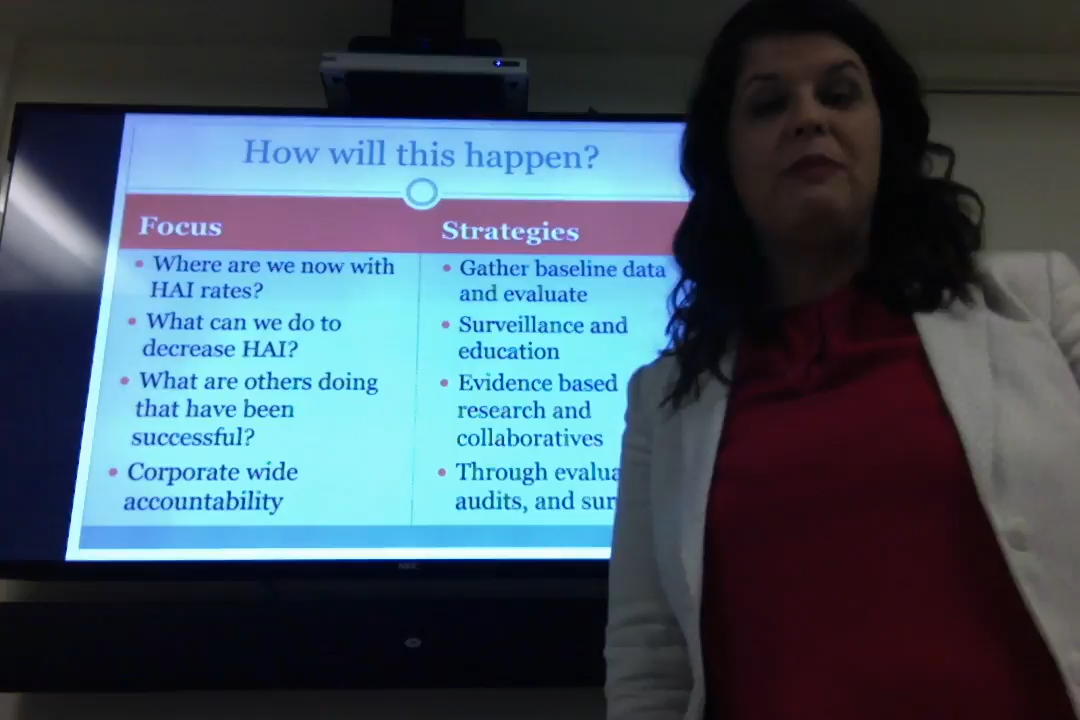 How will this happen?
Focus
Strategies
• Where are we now with
HAI rates?
• What can we do to
decrease HAI?
• What are others doing
that have been
successful?
• Corporate wide
accountability
• Gather baseline data
and evaluate
• Surveillance and
education
• Evidence based
research and
collaboratives
• Through
audits, and
NEC